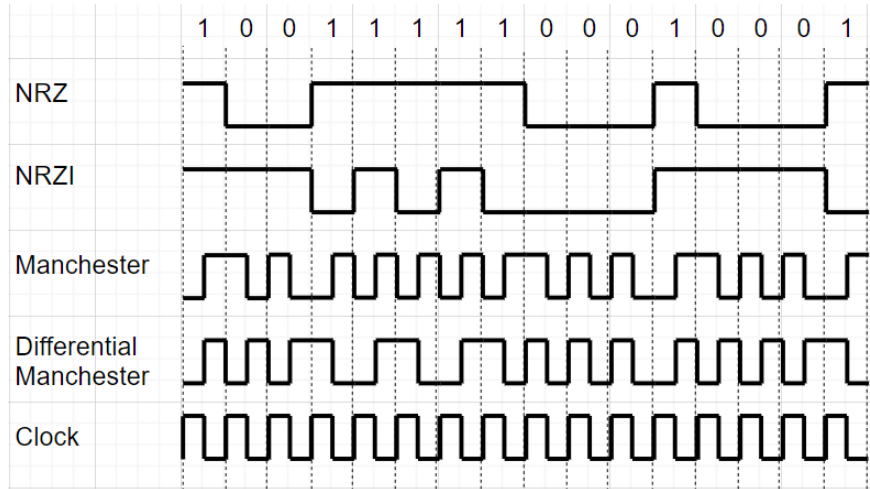 1 0 0 1 1 1 1 1 0 0 0 1 0 0 0 1
NRZ
NRZI
Manchester
Differential
Manchester
Clock